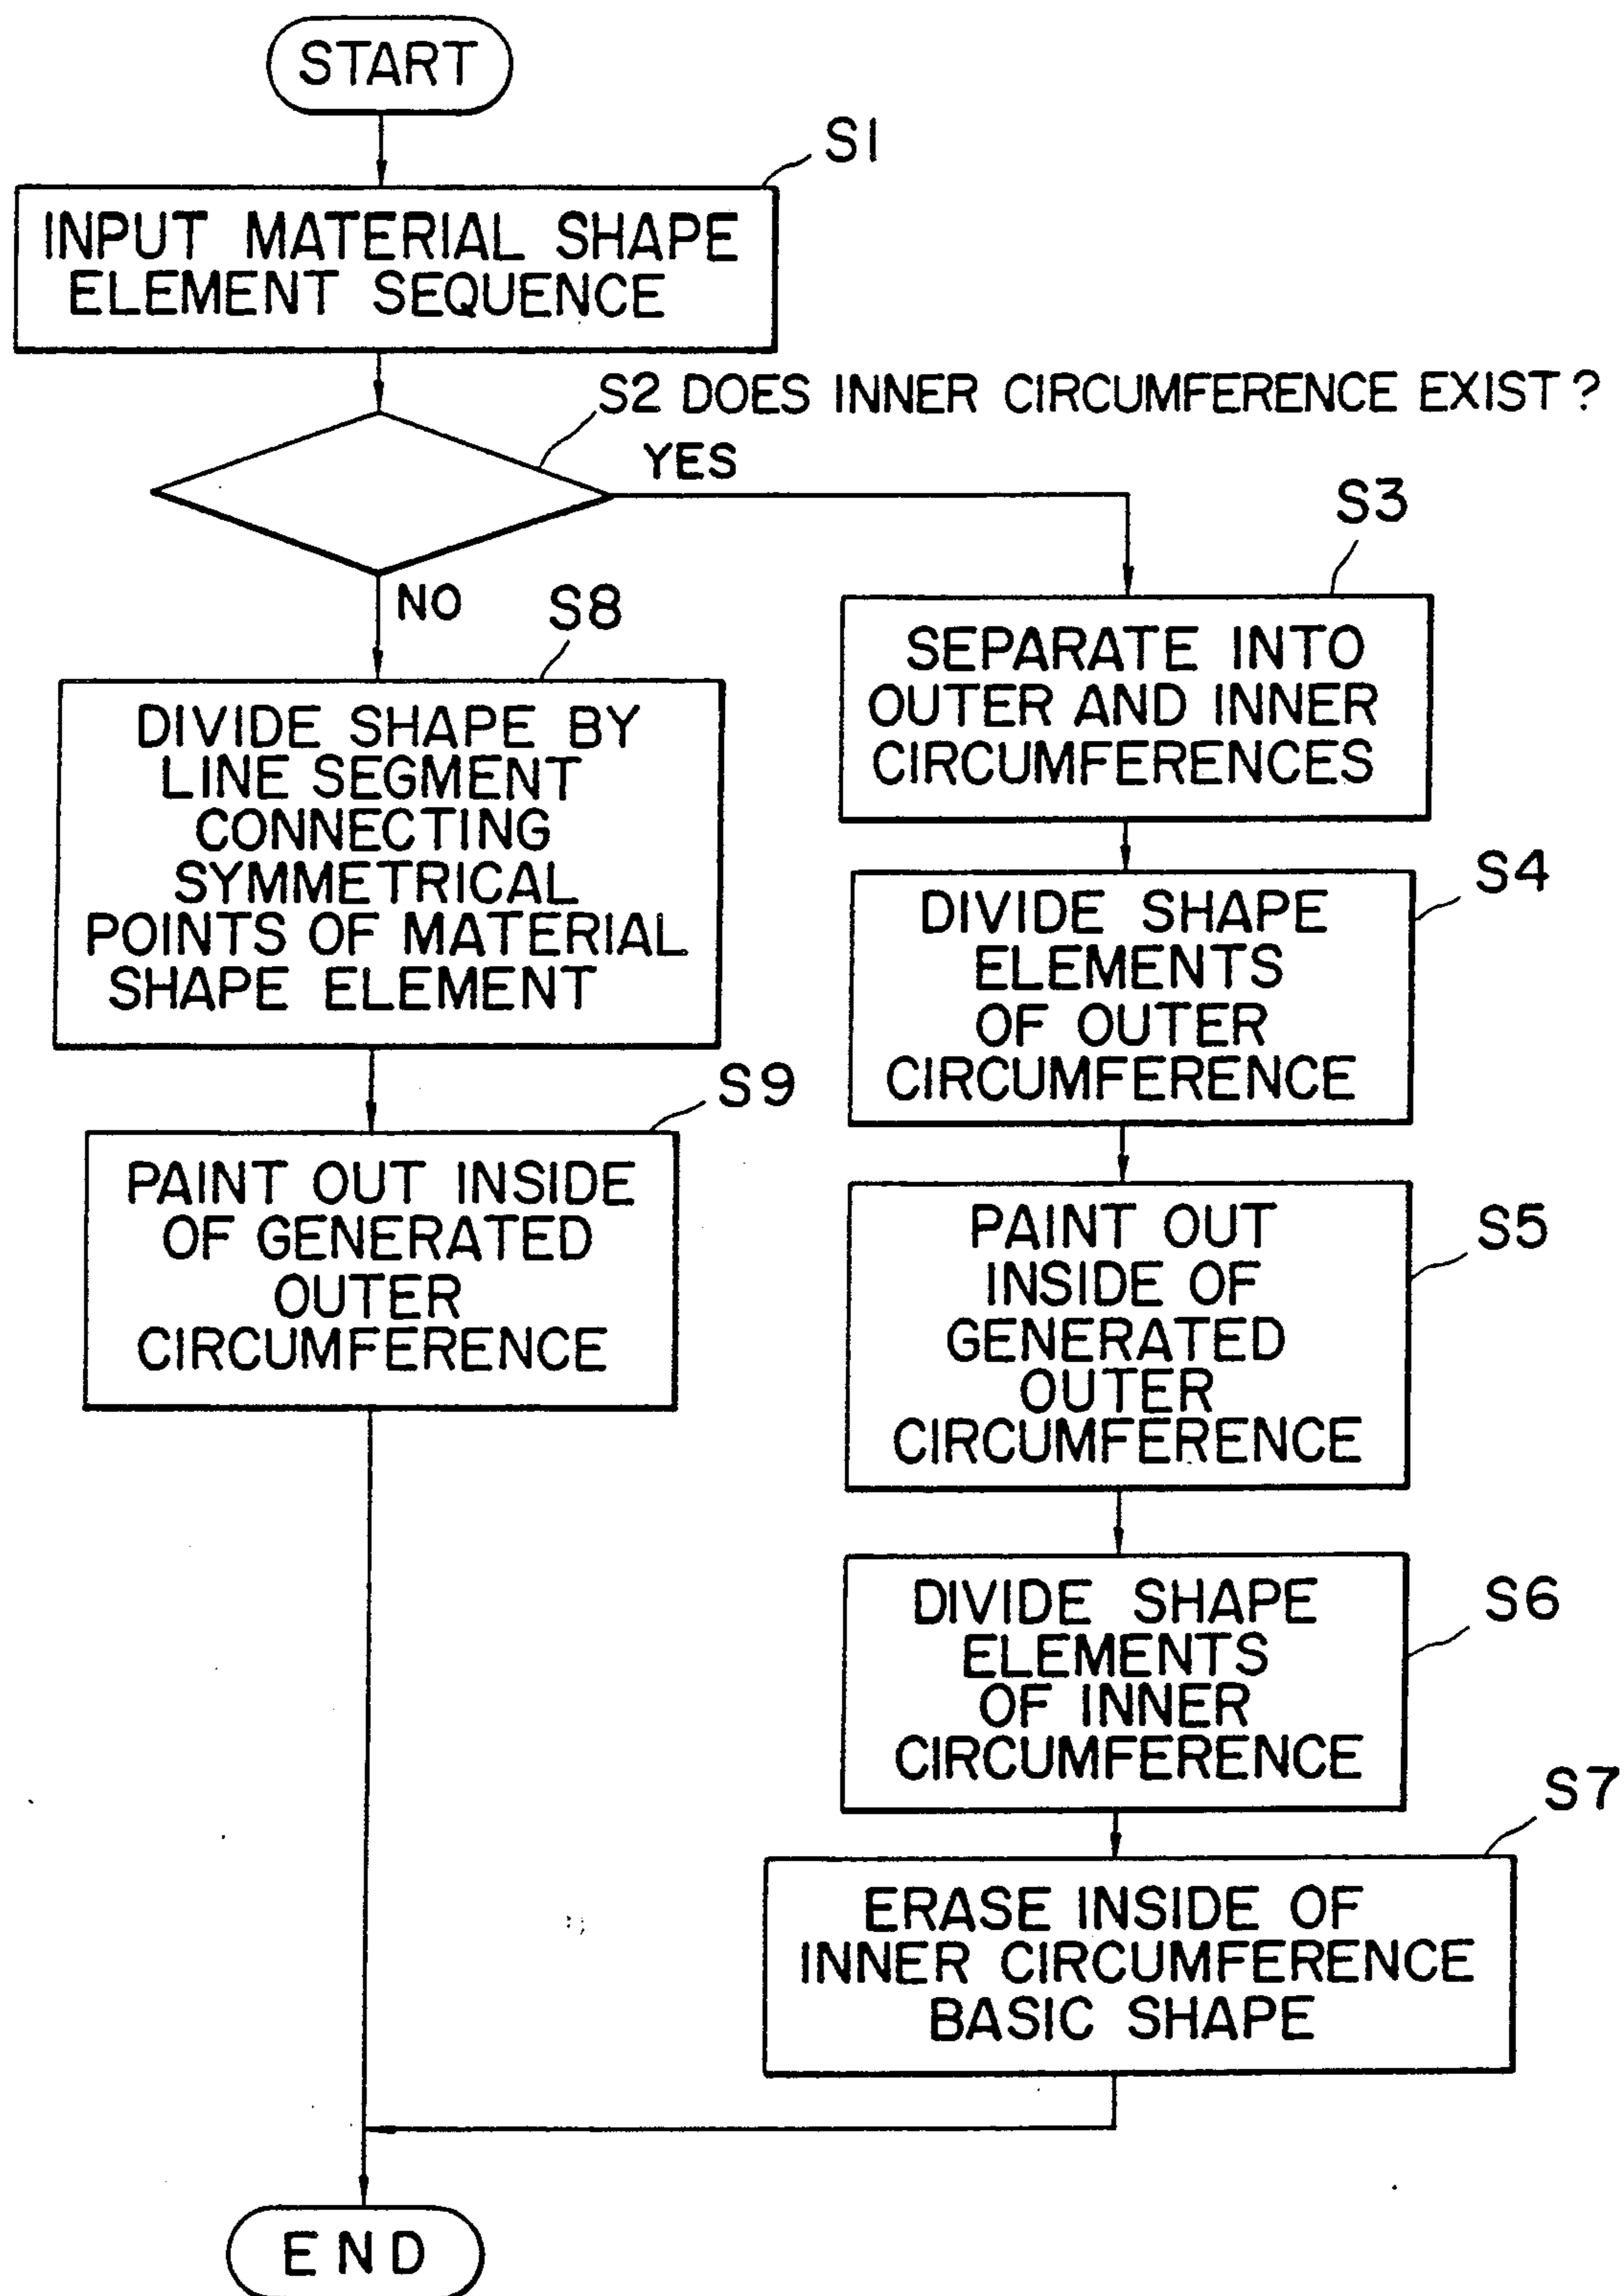 START
S1
INPUT MATERIAL SHAPE
ELEMENT SEQUENCE
S2 DOES INNER CIRCUMFERENCE EXIST?
YES
NO
S3
SEPARATE INTO
OUTER AND INNER
CIRCUMFERENCES
S4
DIVIDE SHAPE
ELEMENTS
OF OUTER
CIRCUMFERENCE
S5
PAINT OUT
INSIDE OF
GENERATED
OUTER
CIRCUMFERENCE
S6
DIVIDE SHAPE
ELEMENTS
OF INNER
CIRCUMFERENCE
S7
ERASE INSIDE OF
INNER CIRCUMFERENCE
BASIC SHAPE
S8
DIVIDE SHAPE BY
LINE SEGMENT
CONNECTING
SYMMETRICAL
POINTS OF MATERIAL
SHAPE ELEMENT
S9
PAINT OUT INSIDE
OF GENERATED
OUTER
CIRCUMFERENCE
END